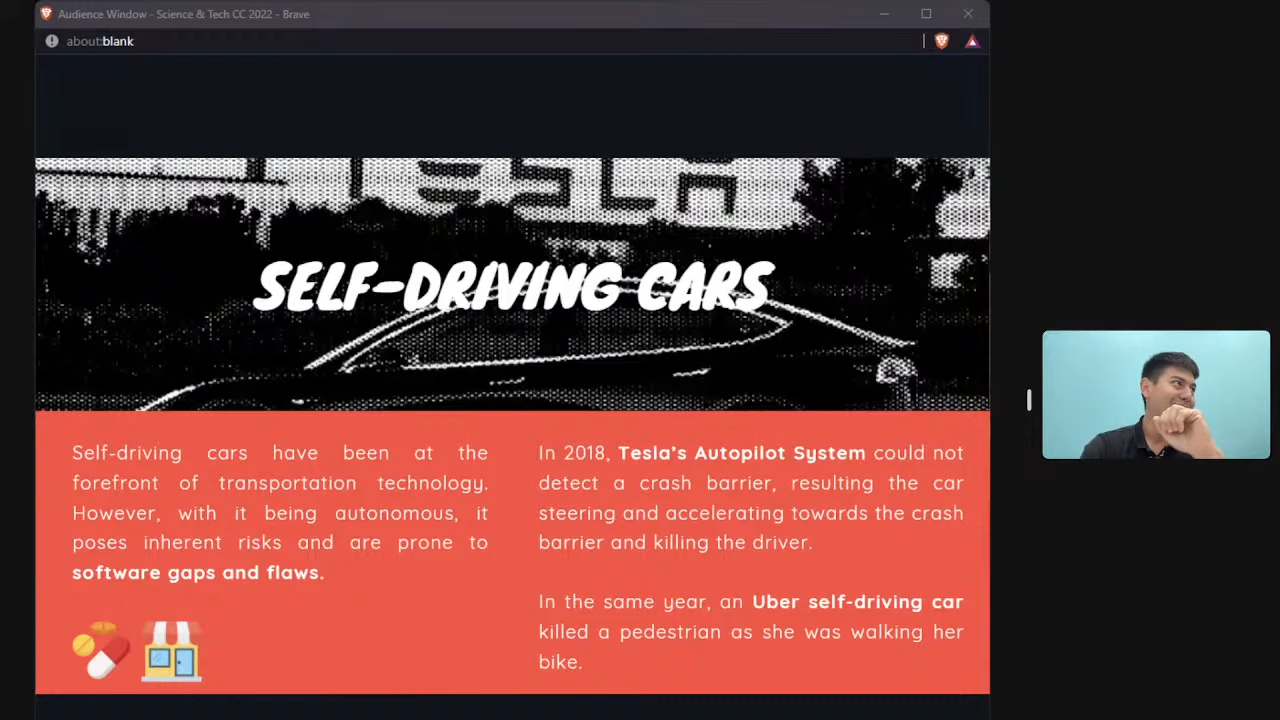 Audience Window - Science & Tech CC 2022 - Brave
about:blank
TESLA
SELF-DRIVING CARS
Self-driving cars have been at the
forefront of transportation technology.
However, with it being autonomous, it
poses inherent risks and are prone to
software gaps and flaws.
In 2018, Tesla's Autopilot System could not
detect a crash barrier, resulting the car
steering and accelerating towards the crash
barrier and killing the driver.
In the same year, an Uber self-driving car
killed a pedestrian as she was walking her
bike.